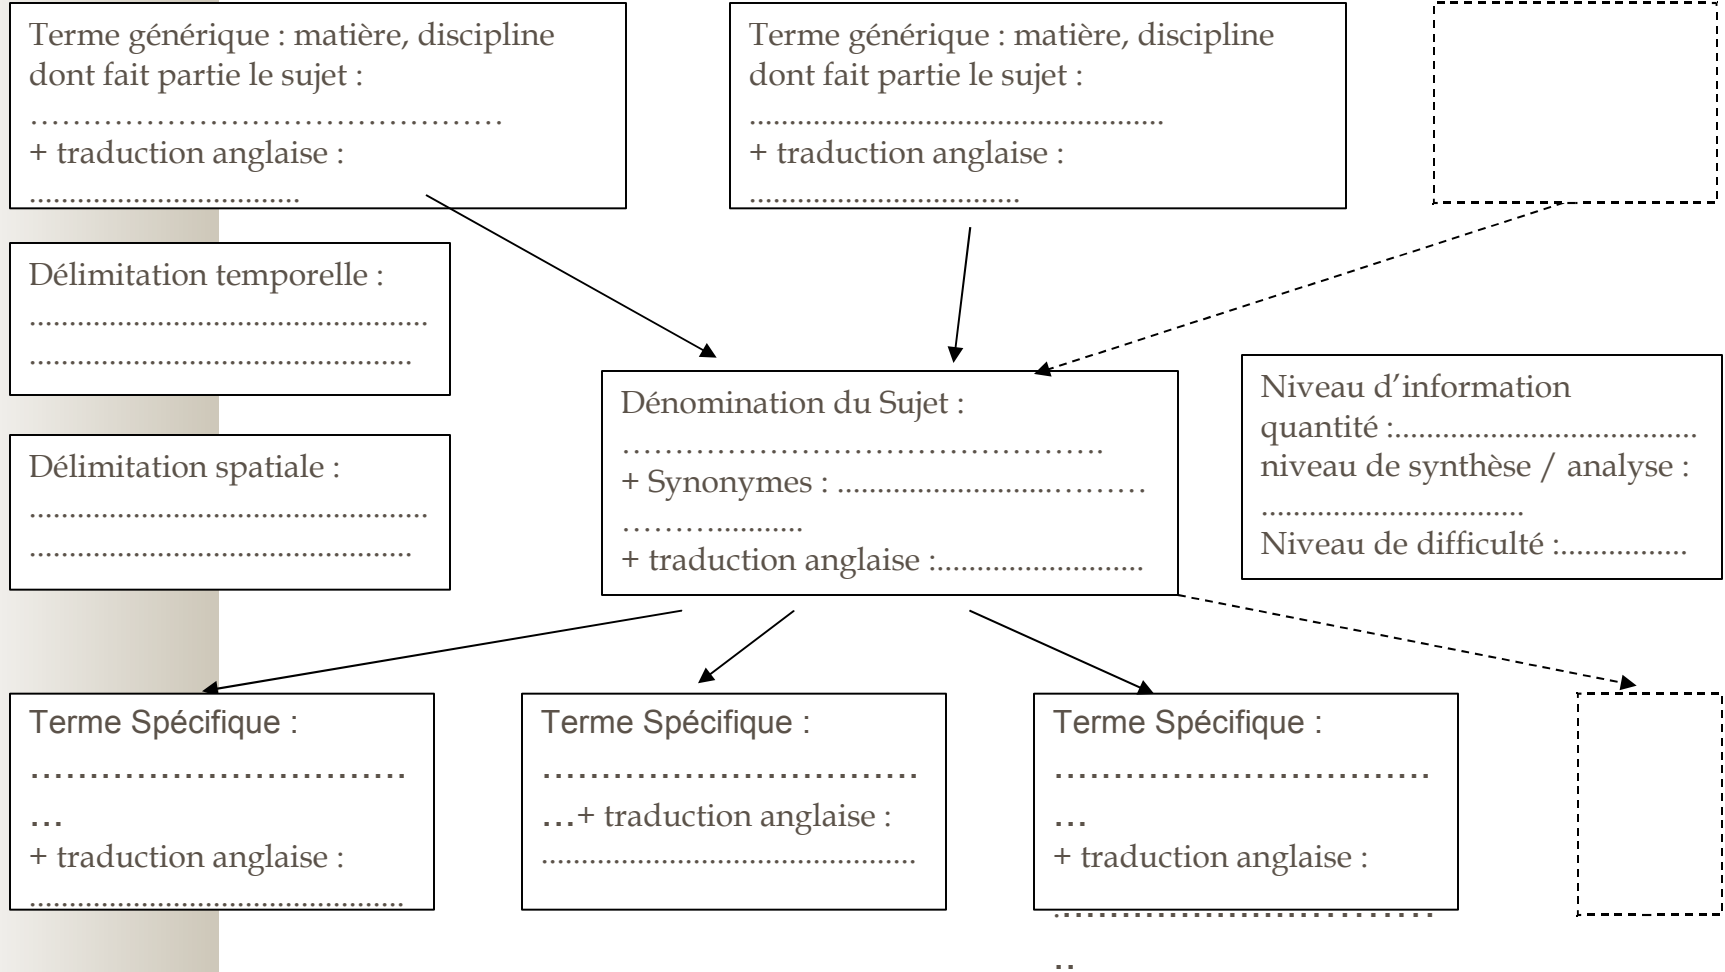 Terme générique : matière, discipline
dont fait partie le sujet :
………………………………………
+ traduction anglaise :
..................................
Terme générique : matière, discipline
dont fait partie le sujet :
....................................................
+ traduction anglaise :
..................................
Délimitation temporelle :
..................................................
................................................
Dénomination du Sujet :
………………………………………..
+ Synonymes : ...........................………
………...........
+ traduction anglaise :..........................
Niveau d’information
quantité :......................................
niveau de synthèse / analyse :
.................................
Niveau de difficulté :................
Délimitation spatiale :
..................................................
................................................
Terme Spécifique :
……………………………
…
+ traduction anglaise :
...............................................
Terme Spécifique :
……………………………
…+ traduction anglaise :
...............................................
Terme Spécifique :
……………………………
…
+ traduction anglaise :
.……………………………
..